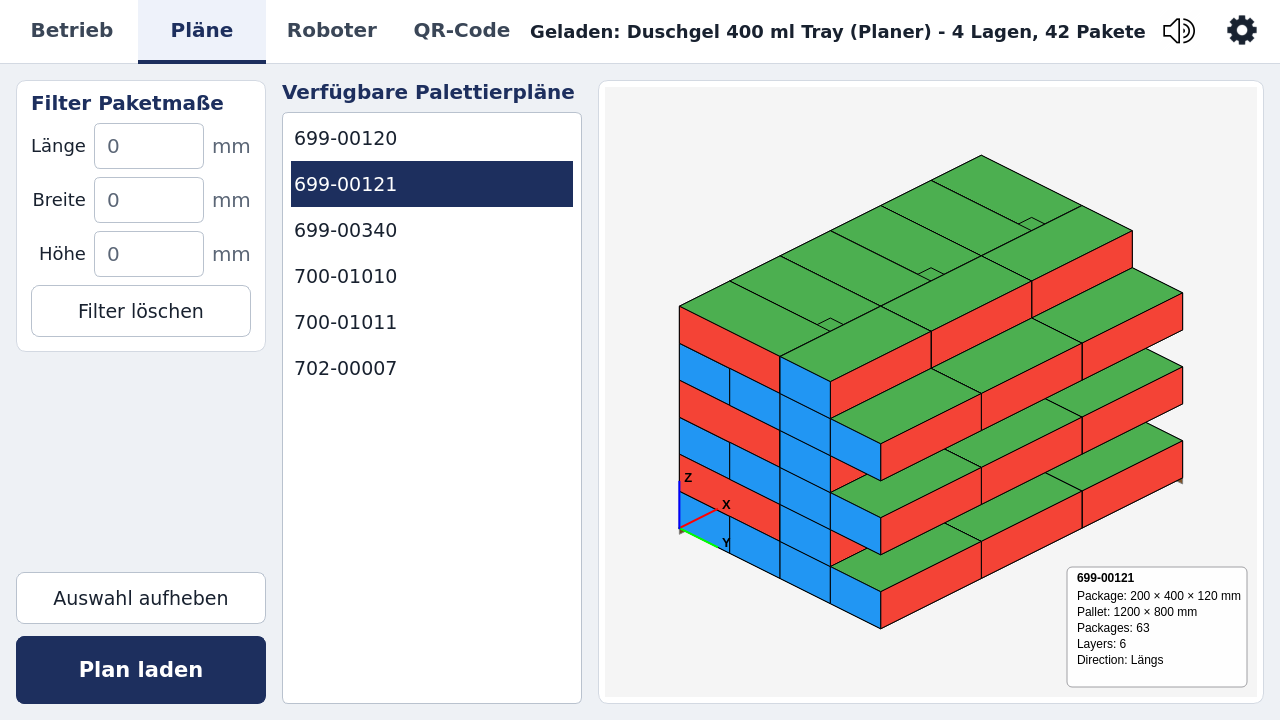 Betrieb
Pläne
Roboter
QR-Code
Geladen: Duschgel 400 ml Tray (Planer) - 4 Lagen, 42 Pakete
Filter Paketmaße
Länge 0 mm
Breite 0 mm
Höhe 0 mm
Filter löschen
Auswahl aufheben
Plan laden
Verfügbare Palettierpläne
699-00120
699-00121
699-00340
700-01010
700-01011
702-00007
Z
X
Y
699-00121
Package: 200 × 400 × 120 mm
Pallet: 1200 × 800 mm
Packages: 63
Layers: 6
Direction: Längs